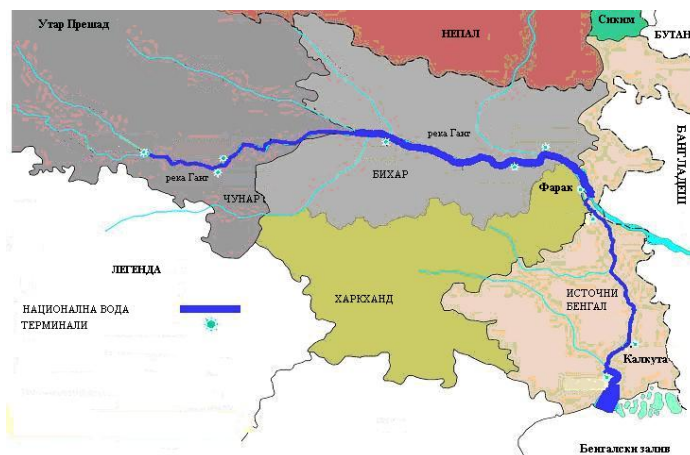 Утар Прешад
НЕПАЛ
Сиким
БУТАН
БАНГЛАДЕШ
река Ганг
река Ганг
ЧУНАР
БИХАР
Фарак
ЛЕГЕНДА
НАЦИОНАЛНА ВОДА
ТЕРМИНАЛИ
ХАРКХАНД
ИСТОЧНИ
БЕНГАЛ
Калкута
Бенгалски залив